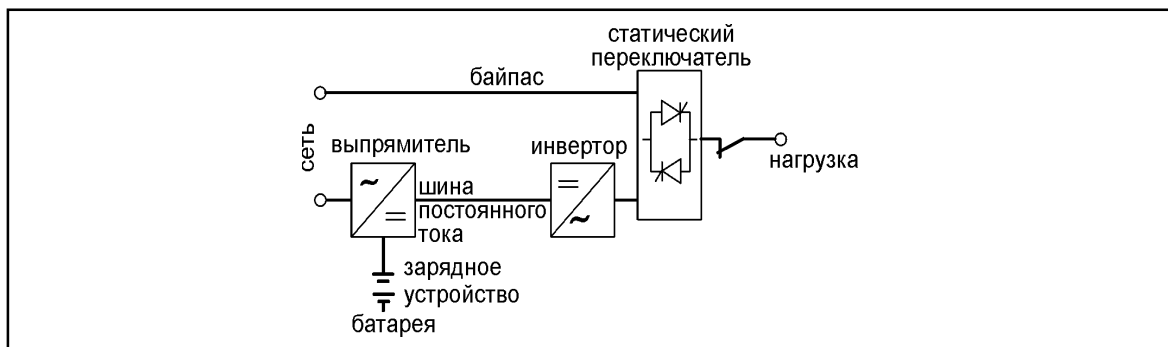 статический
переключатель
байпас
сеть
выпрямитель
инвертор
нагрузка
шина
постоянного
тока
зарядное
устройство
батарея